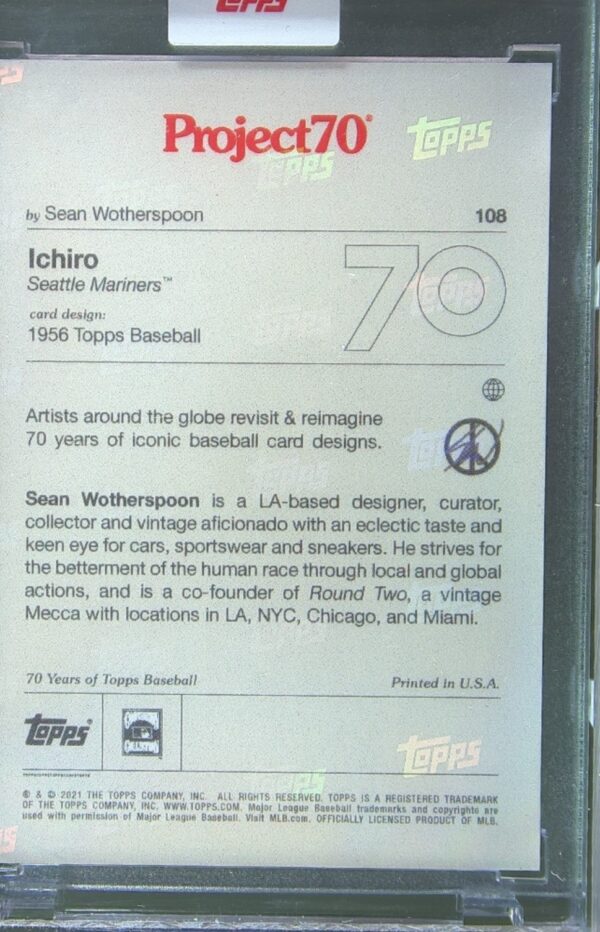 TOPPS
Project70®
TOPPS
TOPPS
by Sean Wotherspoon
108
Ichiro
Seattle Mariners™
70
card design:
1956 Topps Baseball
Artists around the globe revisit & reimagine
70 years of iconic baseball card designs.
Sean Wotherspoon is a LA-based designer, curator,
collector and vintage aficionado with an eclectic taste and
keen eye for cars, sportswear and sneakers. He strives for
the betterment of the human race through local and global
actions, and is a co-founder of Round Two, a vintage
Mecca with locations in LA, NYC, Chicago, and Miami.
70 Years of Topps Baseball
Printed in U.S.A.
TOPPS®
TOPPS
® & © 2021 THE TOPPS COMPANY, INC. ALL RIGHTS RESERVED. TOPPS IS A REGISTERED TRADEMARK
OF THE TOPPS COMPANY, INC. WWW.TOPPS.COM. Major League Baseball trademarks and copyrights are
used with permission of Major League Baseball. Visit MLB.com. OFFICIALLY LICENSED PRODUCT OF MLB.